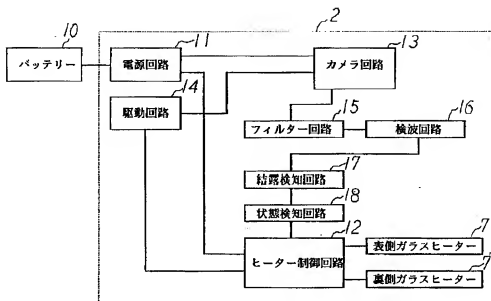 2
10
バッテリー
11
電源回路
13
カメラ回路
14
駆動回路
15
フィルター回路
16
検波回路
17
結露検知回路
18
状態検知回路
12
ヒーター制御回路
7
表側ガラスヒーター
7
裏側ガラスヒーター